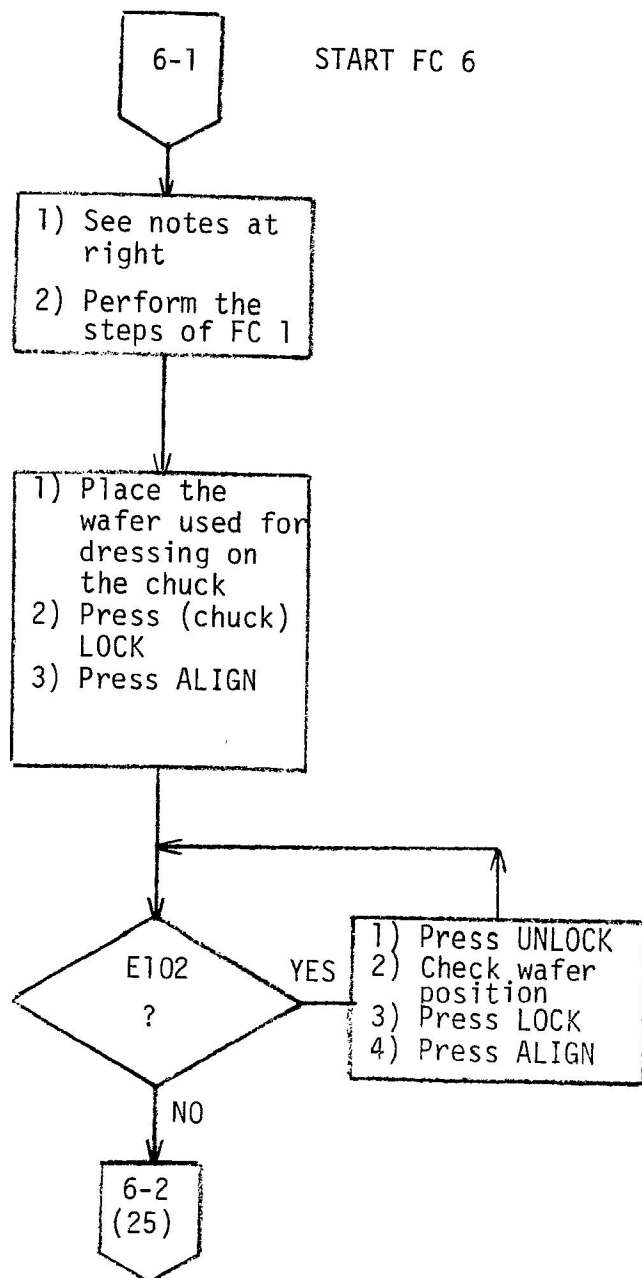 6-1
START FC 6
1) See notes at
right
2) Perform the
steps of FC 1
1) Place the
wafer used for
dressing on
the chuck
2) Press (chuck)
LOCK
3) Press ALIGN
E102
?
YES
1) Press UNLOCK
2) Check wafer
position
3) Press LOCK
4) Press ALIGN
NO
6-2
(25)